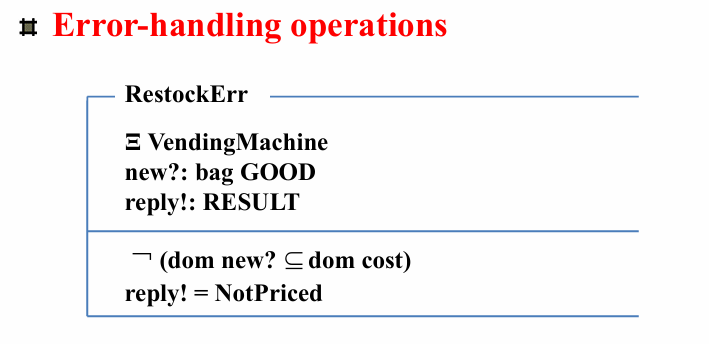 Error-handling operations
RestockErr
Ξ VendingMachine
new?: bag GOOD
reply!: RESULT
¬ (dom new? ⊆ dom cost)
reply! = NotPriced